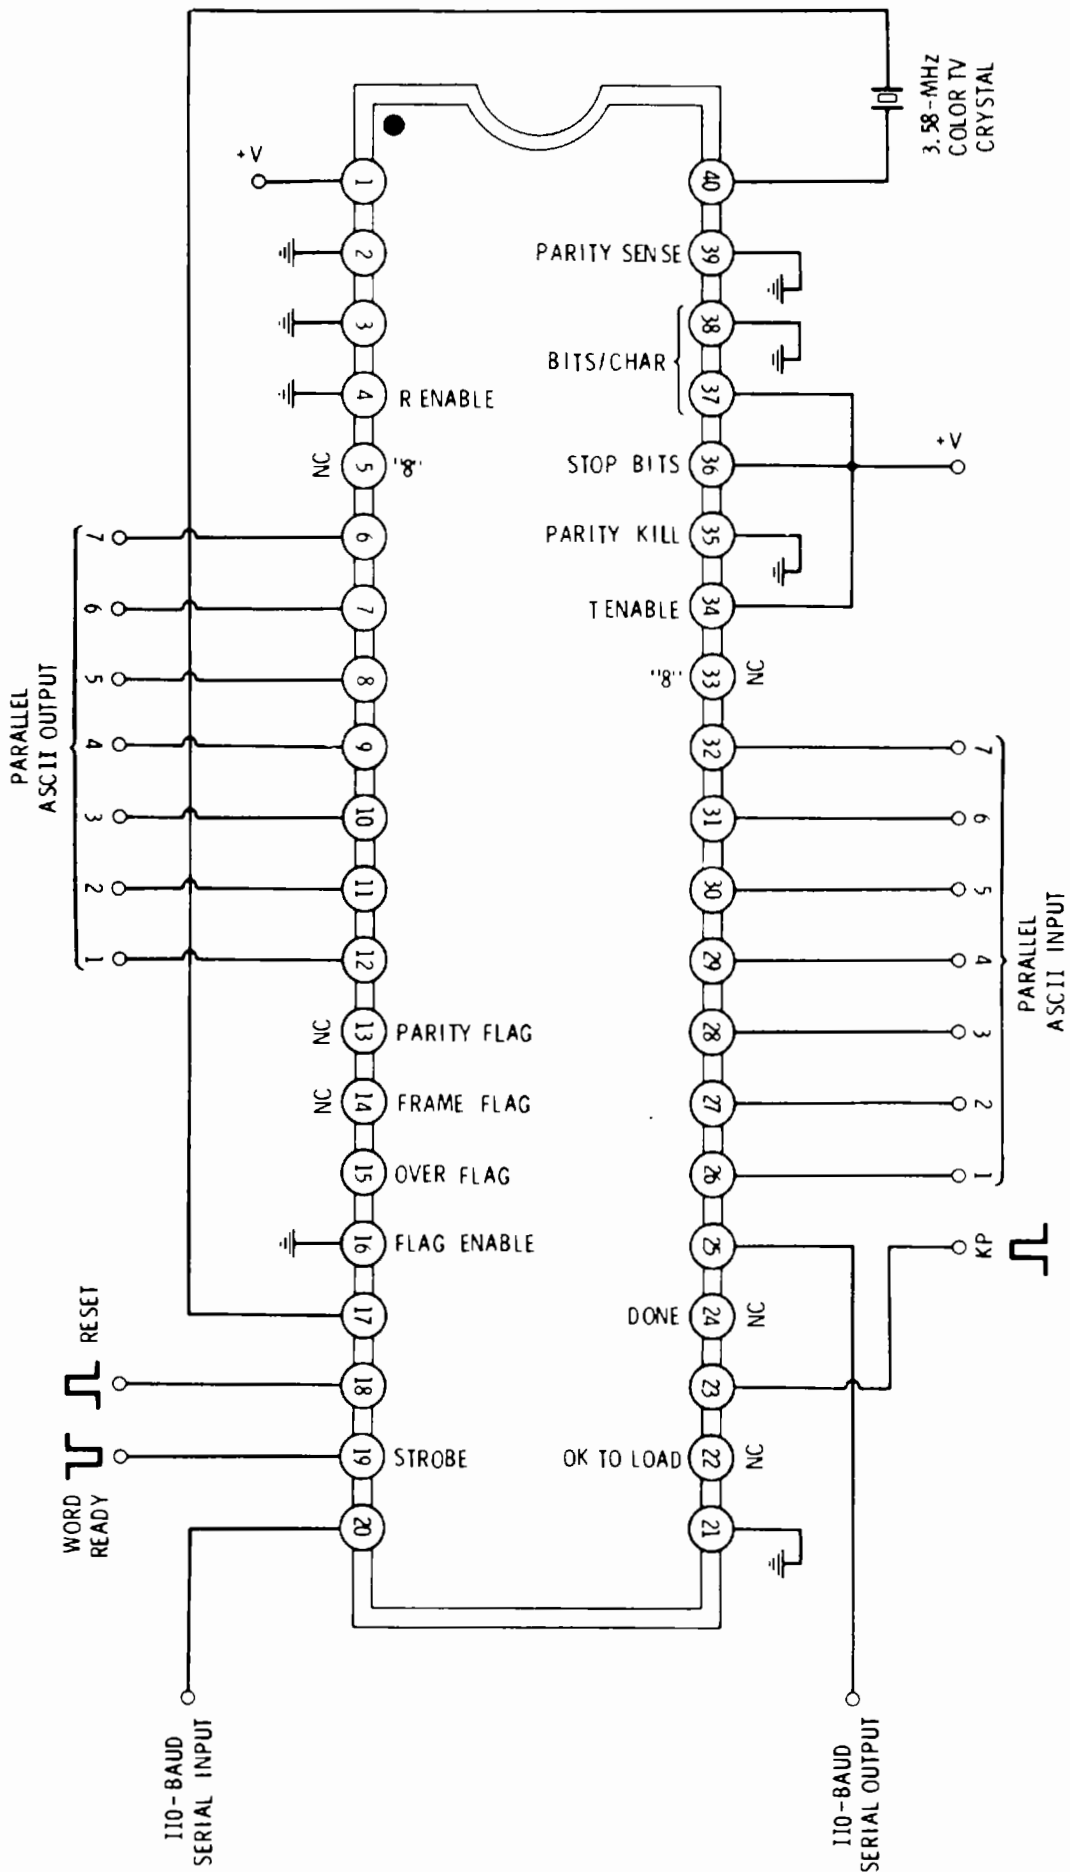 3.58-MHz
COLOR TV
CRYSTAL
+V
1
40
2
PARITY SENSE
39
3
38
BITS/CHAR
4
R ENABLE
37
NC
5
"8"
STOP BITS
36
+V
7
6
PARITY KILL
35
6
7
T ENABLE
34
5
8
"8"
33
NC
PARALLEL
ASCII OUTPUT
4
9
32
7
3
10
31
6
2
11
30
5
1
12
29
4
PARALLEL
ASCII INPUT
NC
13
PARITY FLAG
28
3
NC
14
FRAME FLAG
27
2
15
OVER FLAG
26
1
16
FLAG ENABLE
25
KP
RESET
17
DONE
24
NC
18
23
WORD
READY
19
STROBE
OK TO LOAD
22
NC
20
21
110-BAUD
SERIAL INPUT
110-BAUD
SERIAL OUTPUT